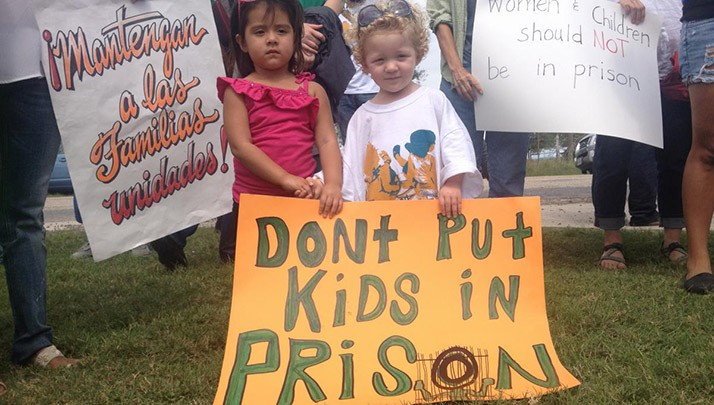 ¡Mantengan
a las
Familias
unidades!
Women & Children
should NOT
be in prison
DONt PUt
KiDS iN
PRiSON